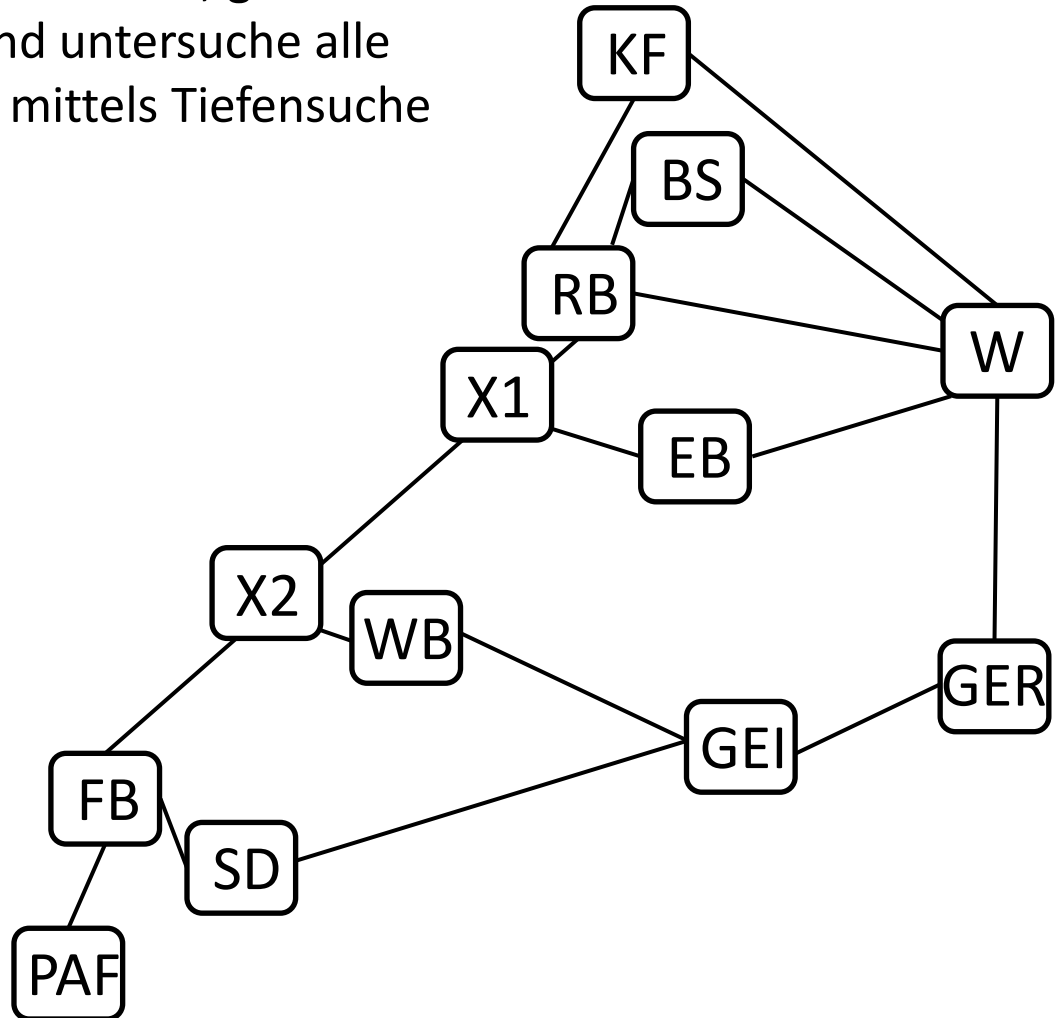 nd untersuche alle
mittels Tiefensuche
KF
BS
RB
W
X1
EB
X2
WB
GER
GEI
FB
SD
PAF